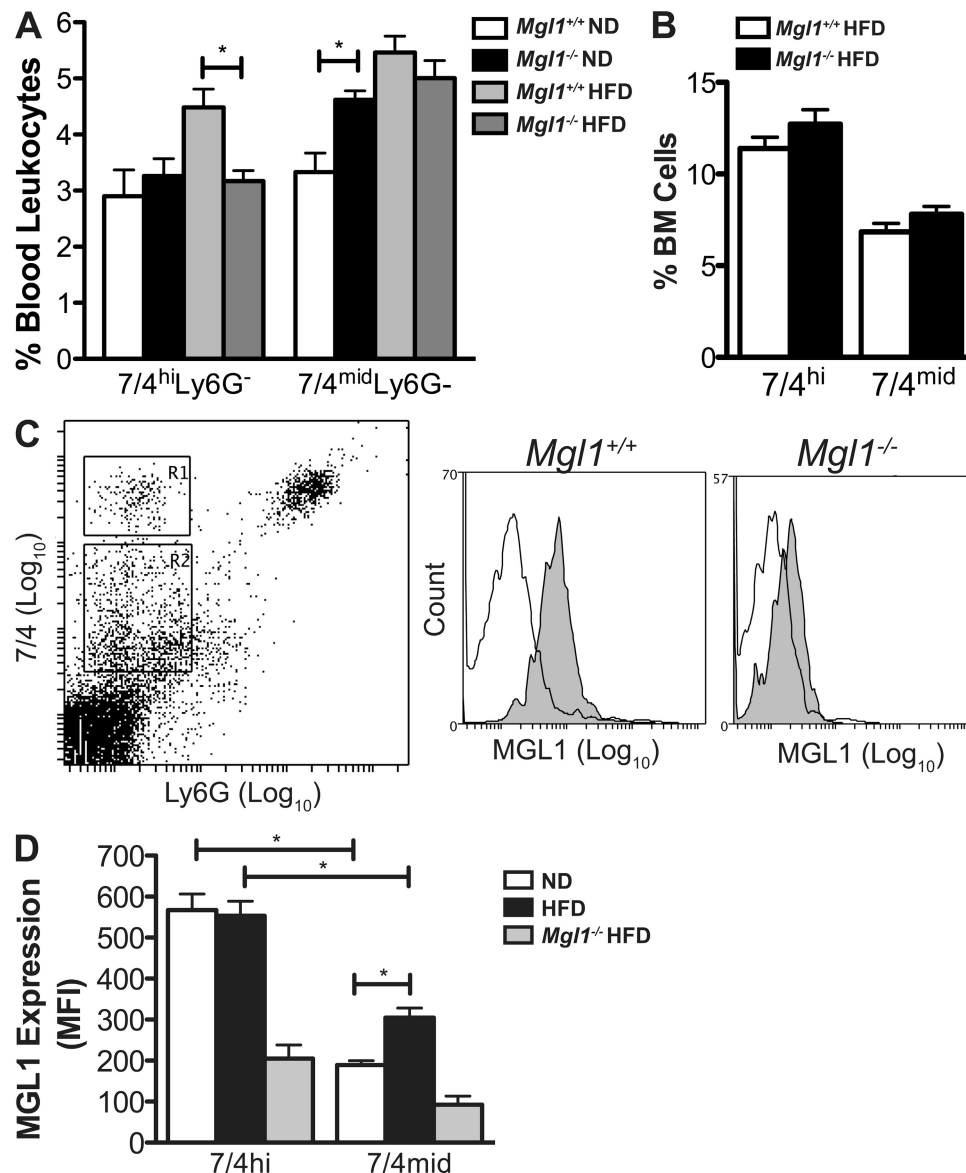 A
% Blood Leukocytes
6
5
4
3
2
1
0
*
*
7/4hiLy6G-
7/4midLy6G-
Mgl1+/+ ND
Mgl1-/- ND
Mgl1+/+ HFD
Mgl1-/- HFD
B
Mgl1+/+ HFD
Mgl1-/- HFD
% BM Cells
15
10
5
0
7/4hi
7/4mid
C
7/4 (Log10)
R1
R2
Ly6G (Log10)
Mgl1+/+
70
Count
0
MGL1 (Log10)
Mgl1-/-
57
0
MGL1 (Log10)
D
MGL1 Expression
(MFI)
700
600
500
400
300
200
100
0
*
*
*
7/4hi
7/4mid
ND
HFD
Mgl1-/- HFD